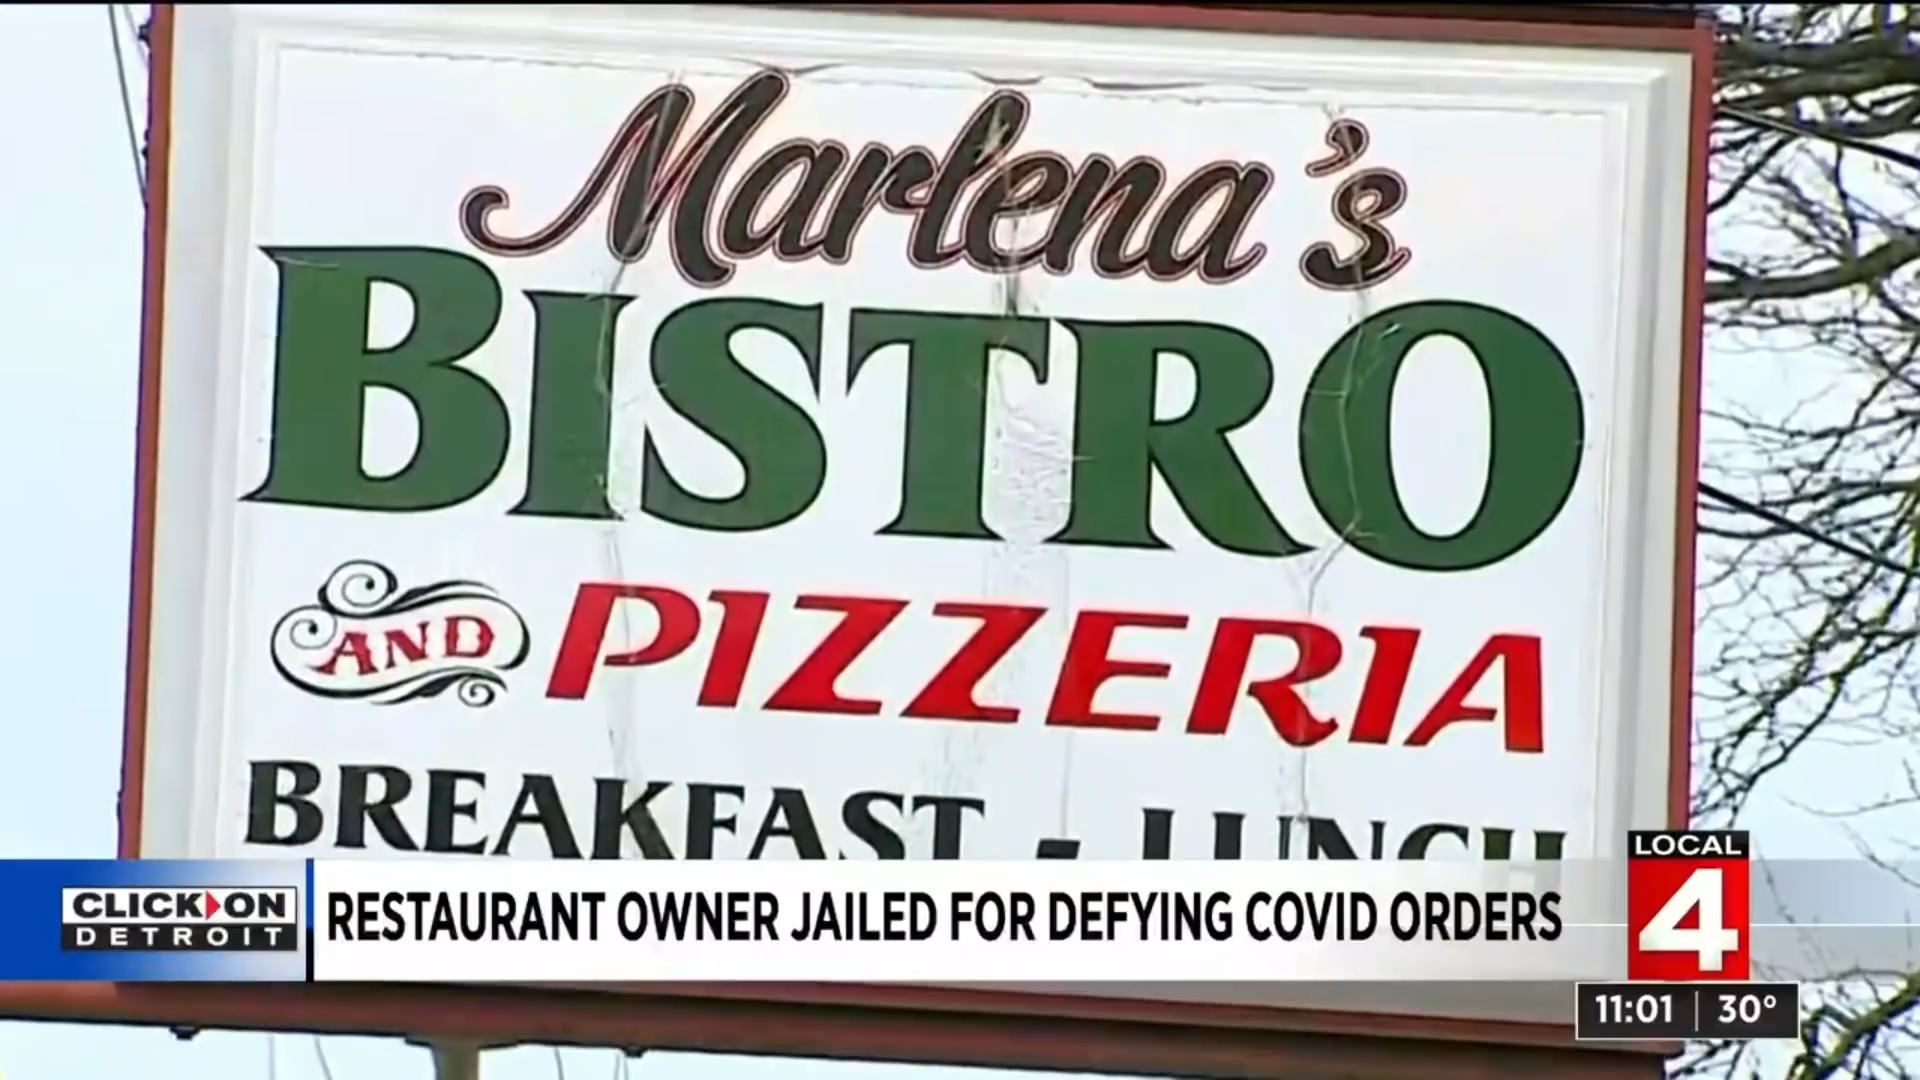 Marlena's
BISTRO
AND PIZZERIA
BREAKFAST - LUNCH
CLICK ON
DETROIT
RESTAURANT OWNER JAILED FOR DEFYING COVID ORDERS
LOCAL
4
11:01 30°